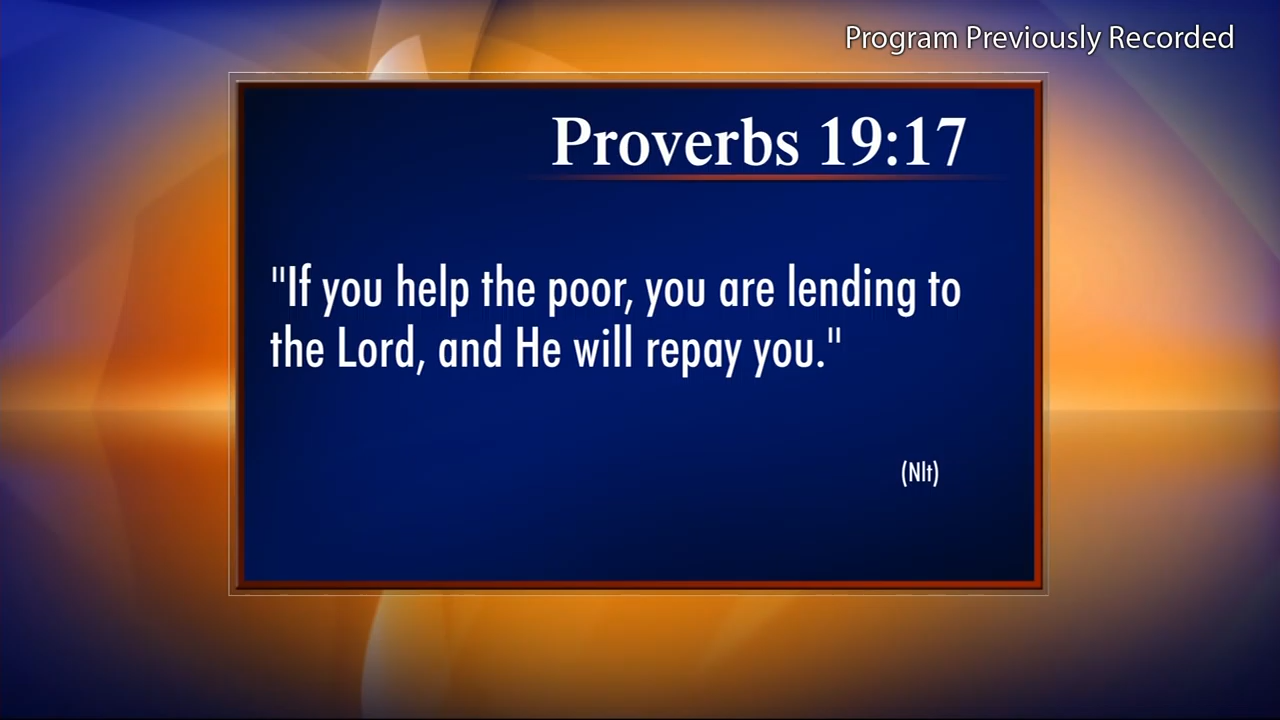 Program Previously Recorded
Proverbs 19:17
"If you help the poor, you are lending to
the Lord, and He will repay you."
(Nlt)